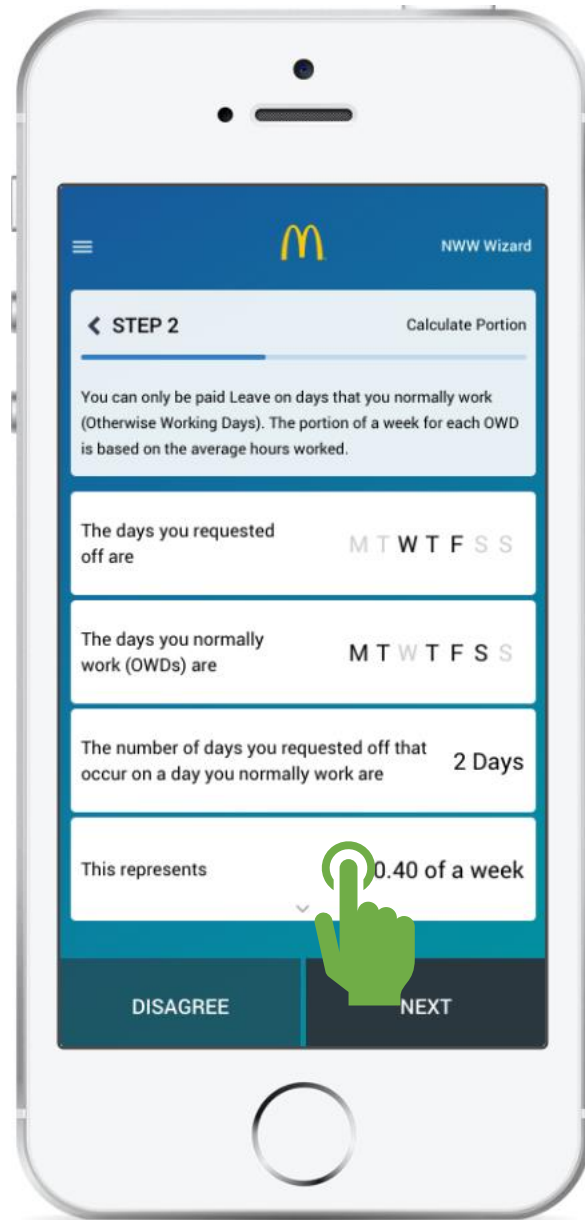 NWW Wizard
STEP 2
Calculate Portion
You can only be paid Leave on days that you normally work
(Otherwise Working Days). The portion of a week for each OWD
is based on the average hours worked.
The days you requested
off are
M T W T F S S
The days you normally
work (OWDs) are
M T W T F S S
The number of days you requested off that
occur on a day you normally work are
2 Days
This represents
0.40 of a week
DISAGREE
NEXT